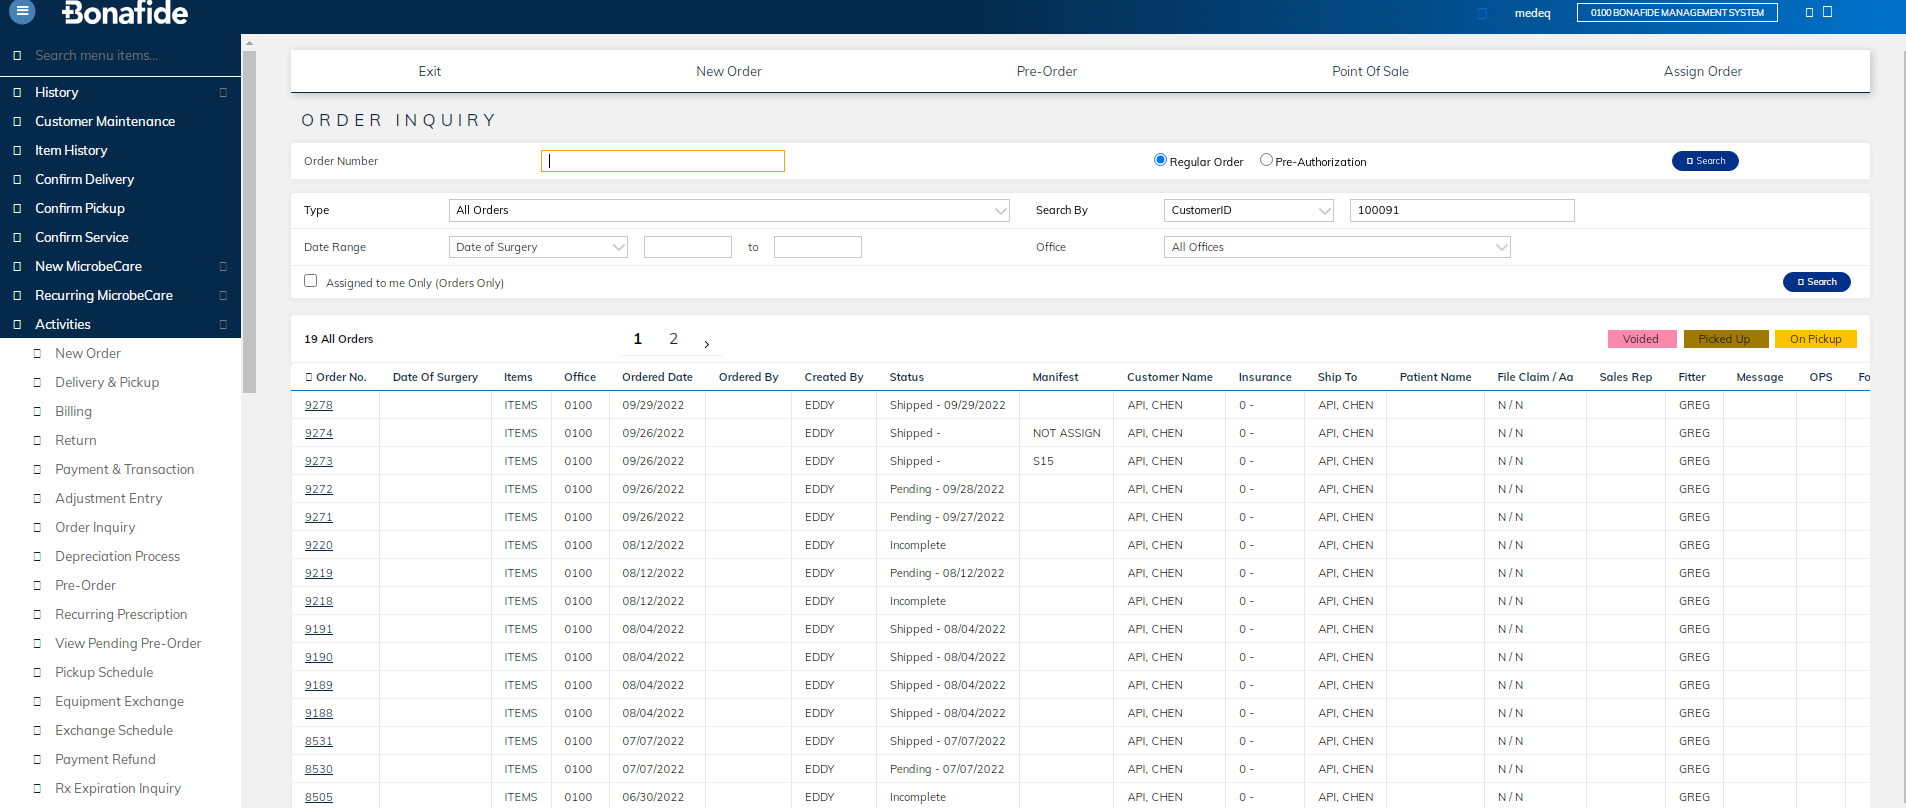 Bonafide
medeq
0100 BONAFIDE MANAGEMENT SYSTEM
Search menu items...
History
Customer Maintenance
Item History
Confirm Delivery
Confirm Pickup
Confirm Service
New MicrobeCare
Recurring MicrobeCare
Activities
New Order
Delivery & Pickup
Billing
Return
Payment & Transaction
Adjustment Entry
Order Inquiry
Depreciation Process
Pre-Order
Recurring Prescription
View Pending Pre-Order
Pickup Schedule
Equipment Exchange
Exchange Schedule
Payment Refund
Rx Expiration Inquiry
Exit New Order Pre-Order Point Of Sale Assign Order
ORDER INQUIRY
Order Number Regular Order Pre-Authorization Search
Type All Orders Search By CustomerID 100091
Date Range Date of Surgery to Office All Offices
Assigned to me Only (Orders Only) Search
19 All Orders 1 2 › Voided Picked Up On Pickup
Order No. Date Of Surgery Items Office Ordered Date Ordered By Created By Status Manifest Customer Name Insurance Ship To Patient Name File Claim / Aa Sales Rep Fitter Message OPS Fo
9278 ITEMS 0100 09/29/2022 EDDY Shipped - 09/29/2022 API, CHEN 0 - API, CHEN N / N GREG
9274 ITEMS 0100 09/26/2022 EDDY Shipped - NOT ASSIGN API, CHEN 0 - API, CHEN N / N GREG
9273 ITEMS 0100 09/26/2022 EDDY Shipped - S15 API, CHEN 0 - API, CHEN N / N GREG
9272 ITEMS 0100 09/26/2022 EDDY Pending - 09/28/2022 API, CHEN 0 - API, CHEN N / N GREG
9271 ITEMS 0100 09/26/2022 EDDY Pending - 09/27/2022 API, CHEN 0 - API, CHEN N / N GREG
9220 ITEMS 0100 08/12/2022 EDDY Incomplete API, CHEN 0 - API, CHEN N / N GREG
9219 ITEMS 0100 08/12/2022 EDDY Pending - 08/12/2022 API, CHEN 0 - API, CHEN N / N GREG
9218 ITEMS 0100 08/12/2022 EDDY Incomplete API, CHEN 0 - API, CHEN N / N GREG
9191 ITEMS 0100 08/04/2022 EDDY Shipped - 08/04/2022 API, CHEN 0 - API, CHEN N / N GREG
9190 ITEMS 0100 08/04/2022 EDDY Shipped - 08/04/2022 API, CHEN 0 - API, CHEN N / N GREG
9189 ITEMS 0100 08/04/2022 EDDY Shipped - 08/04/2022 API, CHEN 0 - API, CHEN N / N GREG
9188 ITEMS 0100 08/04/2022 EDDY Shipped - 08/04/2022 API, CHEN 0 - API, CHEN N / N GREG
8531 ITEMS 0100 07/07/2022 EDDY Shipped - 07/07/2022 API, CHEN 0 - API, CHEN N / N GREG
8530 ITEMS 0100 07/07/2022 EDDY Pending - 07/07/2022 API, CHEN 0 - API, CHEN N / N GREG
8505 ITEMS 0100 06/30/2022 EDDY Incomplete API, CHEN 0 - API, CHEN N / N GREG